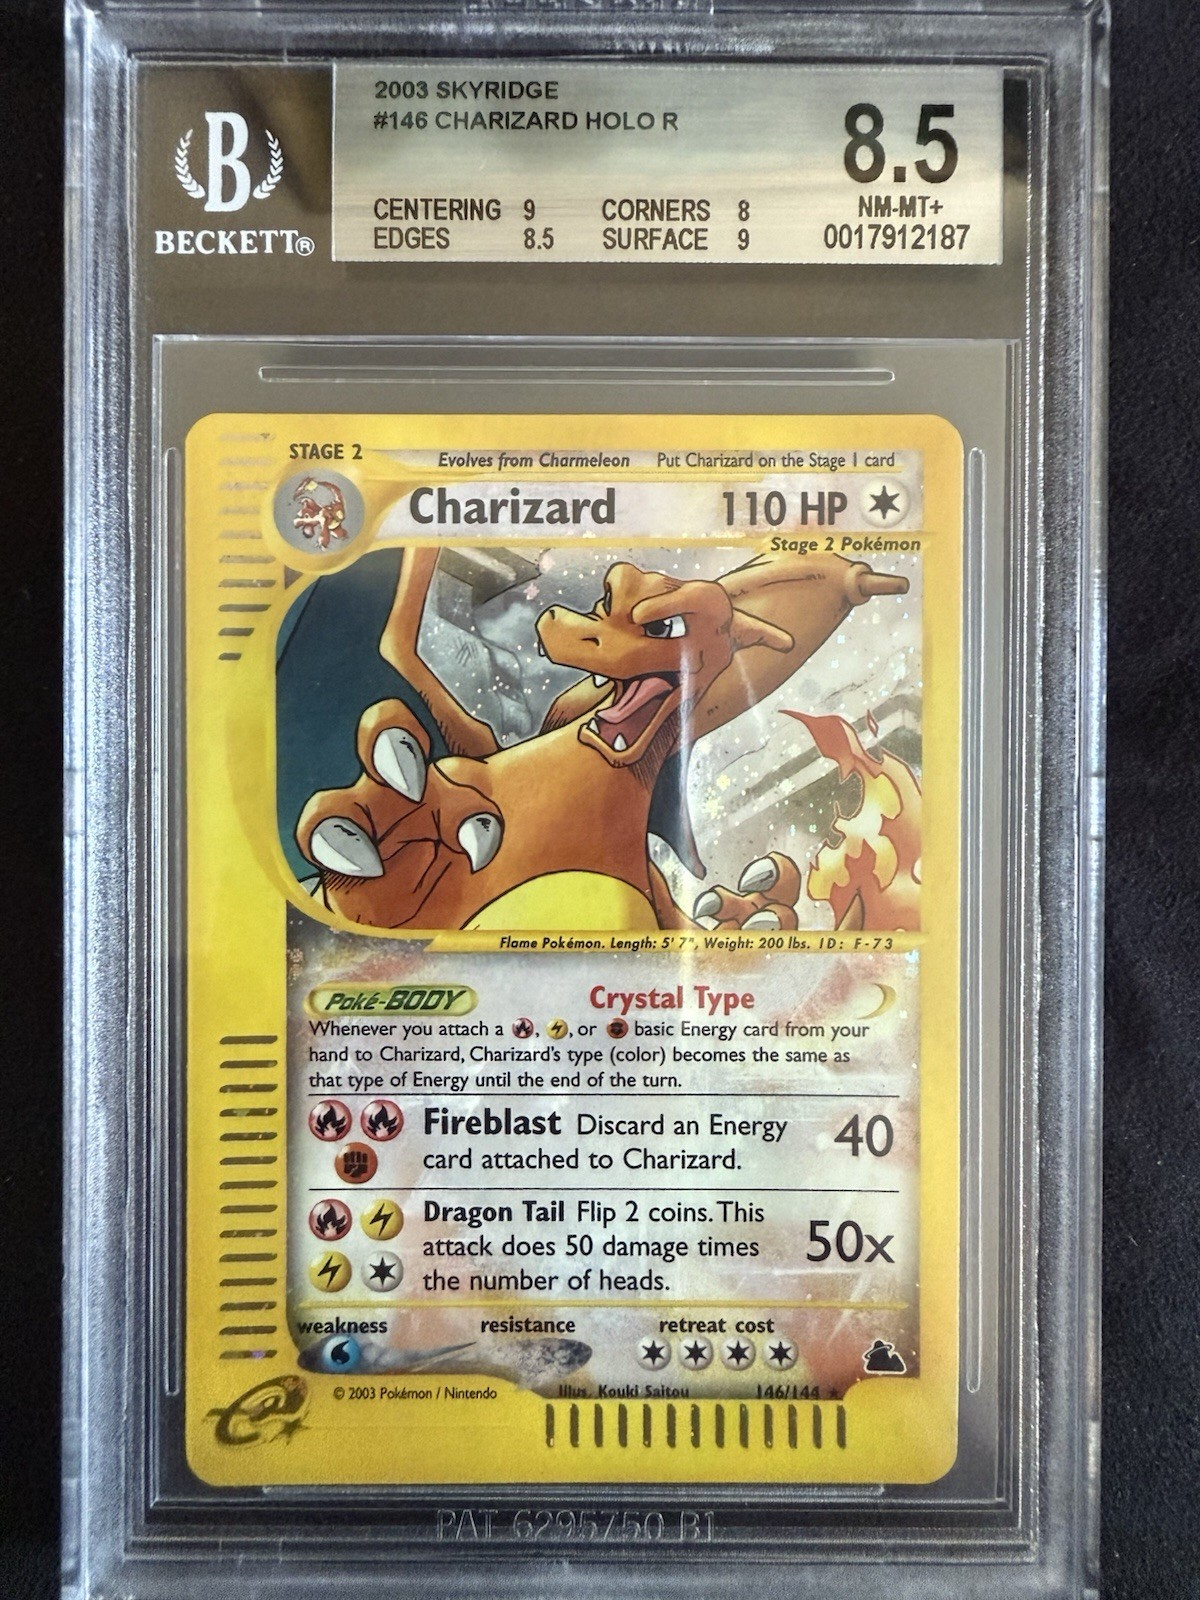 2003 SKYRIDGE
#146 CHARIZARD HOLO R
8.5
CENTERING 9 CORNERS 8 NM-MT+
EDGES 8.5 SURFACE 9 0017912187
B
BECKETT®
STAGE 2
Evolves from Charmeleon Put Charizard on the Stage 1 card
Charizard 110 HP
Stage 2 Pokémon
Flame Pokémon. Length: 5' 7", Weight: 200 lbs. ID: F-73
Poké-BODY Crystal Type
Whenever you attach a , , or basic Energy card from your
hand to Charizard, Charizard's type (color) becomes the same as
that type of Energy until the end of the turn.
Fireblast Discard an Energy 40
card attached to Charizard.
Dragon Tail Flip 2 coins. This
attack does 50 damage times 50x
the number of heads.
weakness resistance retreat cost
© 2003 Pokémon / Nintendo Illus. Kouki Saitou 146/144 ★
e
PAT 6295750 B1